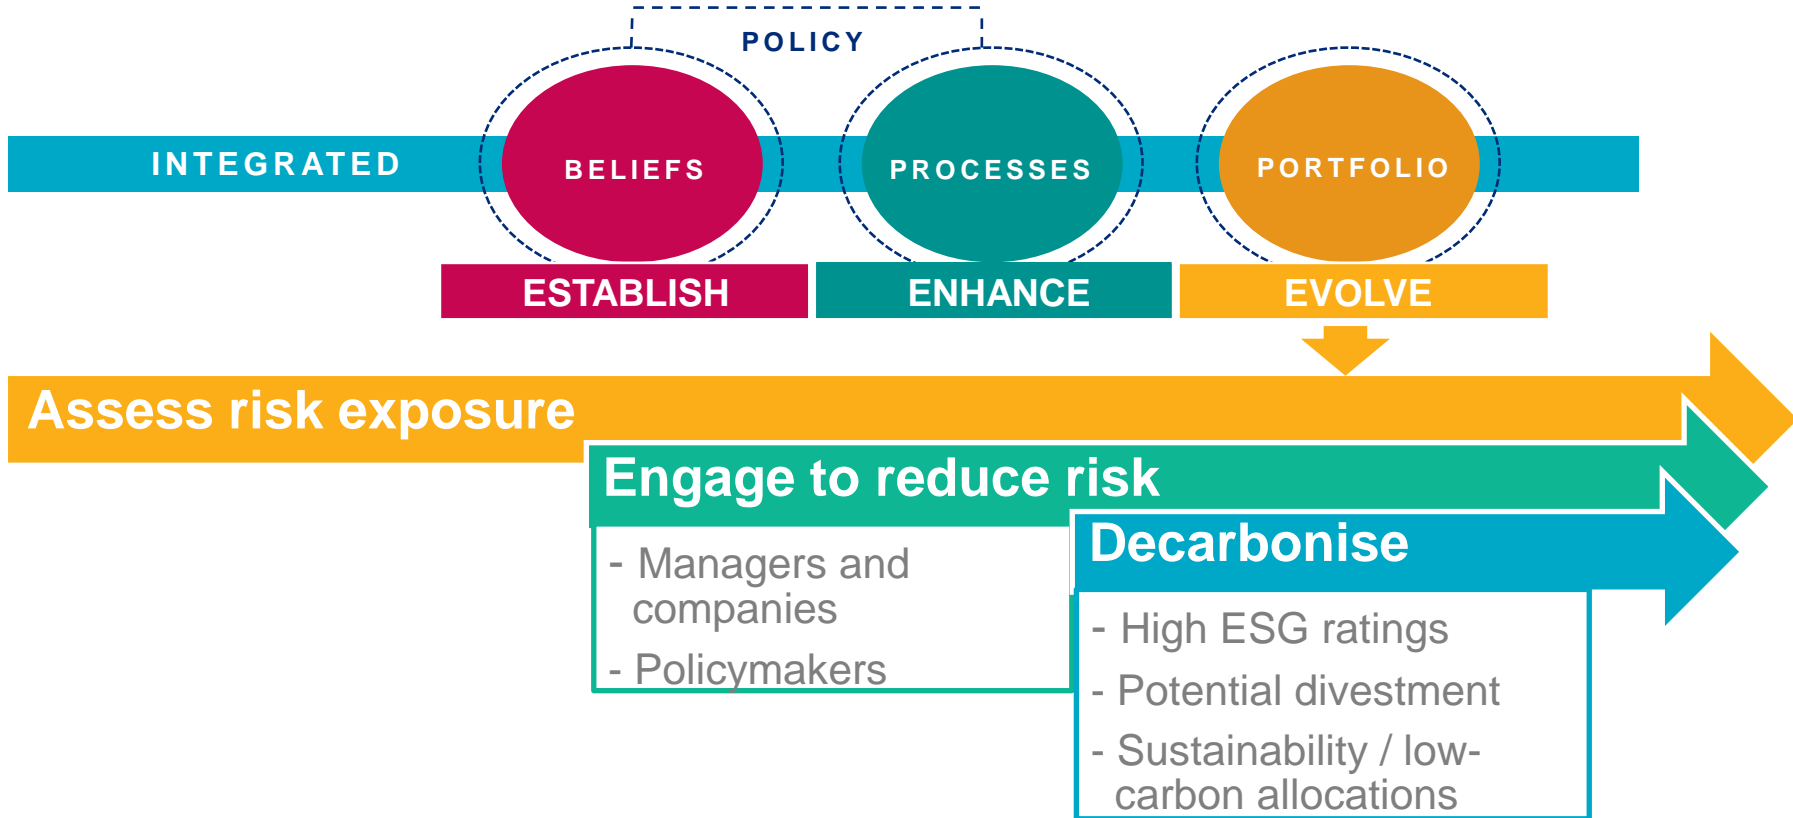 POLICY
INTEGRATED
BELIEFS
PROCESSES
PORTFOLIO
ESTABLISH
ENHANCE
EVOLVE
Assess risk exposure
Engage to reduce risk
- Managers and
companies
- Policymakers
Decarbonise
- High ESG ratings
- Potential divestment
- Sustainability / low-
carbon allocations